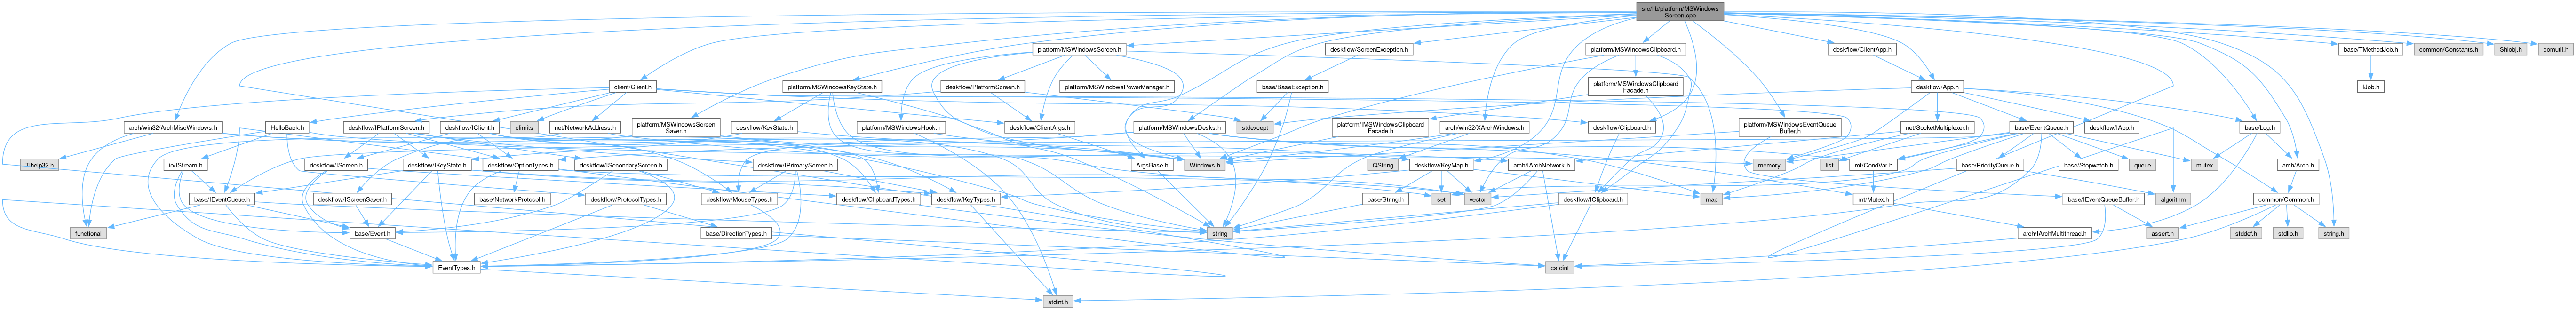 src/lib/platform/MSWindows
Screen.cpp
platform/MSWindowsScreen.h
deskflow/ScreenException.h
platform/MSWindowsClipboard.h
deskflow/ClientApp.h
base/TMethodJob.h
common/Constants.h
Shlobj.h
comutil.h
client/Client.h
platform/MSWindowsKeyState.h
deskflow/PlatformScreen.h
platform/MSWindowsPowerManager.h
base/BaseException.h
platform/MSWindowsClipboard
Facade.h
deskflow/App.h
IJob.h
arch/win32/ArchMiscWindows.h
HelloBack.h
deskflow/IPlatformScreen.h
deskflow/IClient.h
climits
net/NetworkAddress.h
platform/MSWindowsScreen
Saver.h
deskflow/KeyState.h
platform/MSWindowsHook.h
deskflow/ClientArgs.h
platform/MSWindowsDesks.h
stdexcept
platform/IMSWindowsClipboard
Facade.h
arch/win32/XArchWindows.h
deskflow/Clipboard.h
platform/MSWindowsEventQueue
Buffer.h
net/SocketMultiplexer.h
base/EventQueue.h
deskflow/IApp.h
base/Log.h
Tlhelp32.h
io/IStream.h
deskflow/IScreen.h
deskflow/IKeyState.h
deskflow/OptionTypes.h
deskflow/ISecondaryScreen.h
deskflow/IPrimaryScreen.h
ArgsBase.h
Windows.h
QString
deskflow/KeyMap.h
arch/IArchNetwork.h
memory
list
mt/CondVar.h
base/PriorityQueue.h
base/Stopwatch.h
queue
mutex
arch/Arch.h
base/IEventQueue.h
deskflow/IScreenSaver.h
base/NetworkProtocol.h
deskflow/ProtocolTypes.h
deskflow/MouseTypes.h
deskflow/ClipboardTypes.h
deskflow/KeyTypes.h
base/String.h
set
vector
deskflow/IClipboard.h
map
mt/Mutex.h
base/IEventQueueBuffer.h
algorithm
common/Common.h
functional
base/Event.h
base/DirectionTypes.h
string
arch/IArchMultithread.h
assert.h
stddef.h
stdlib.h
string.h
EventTypes.h
cstdint
stdint.h